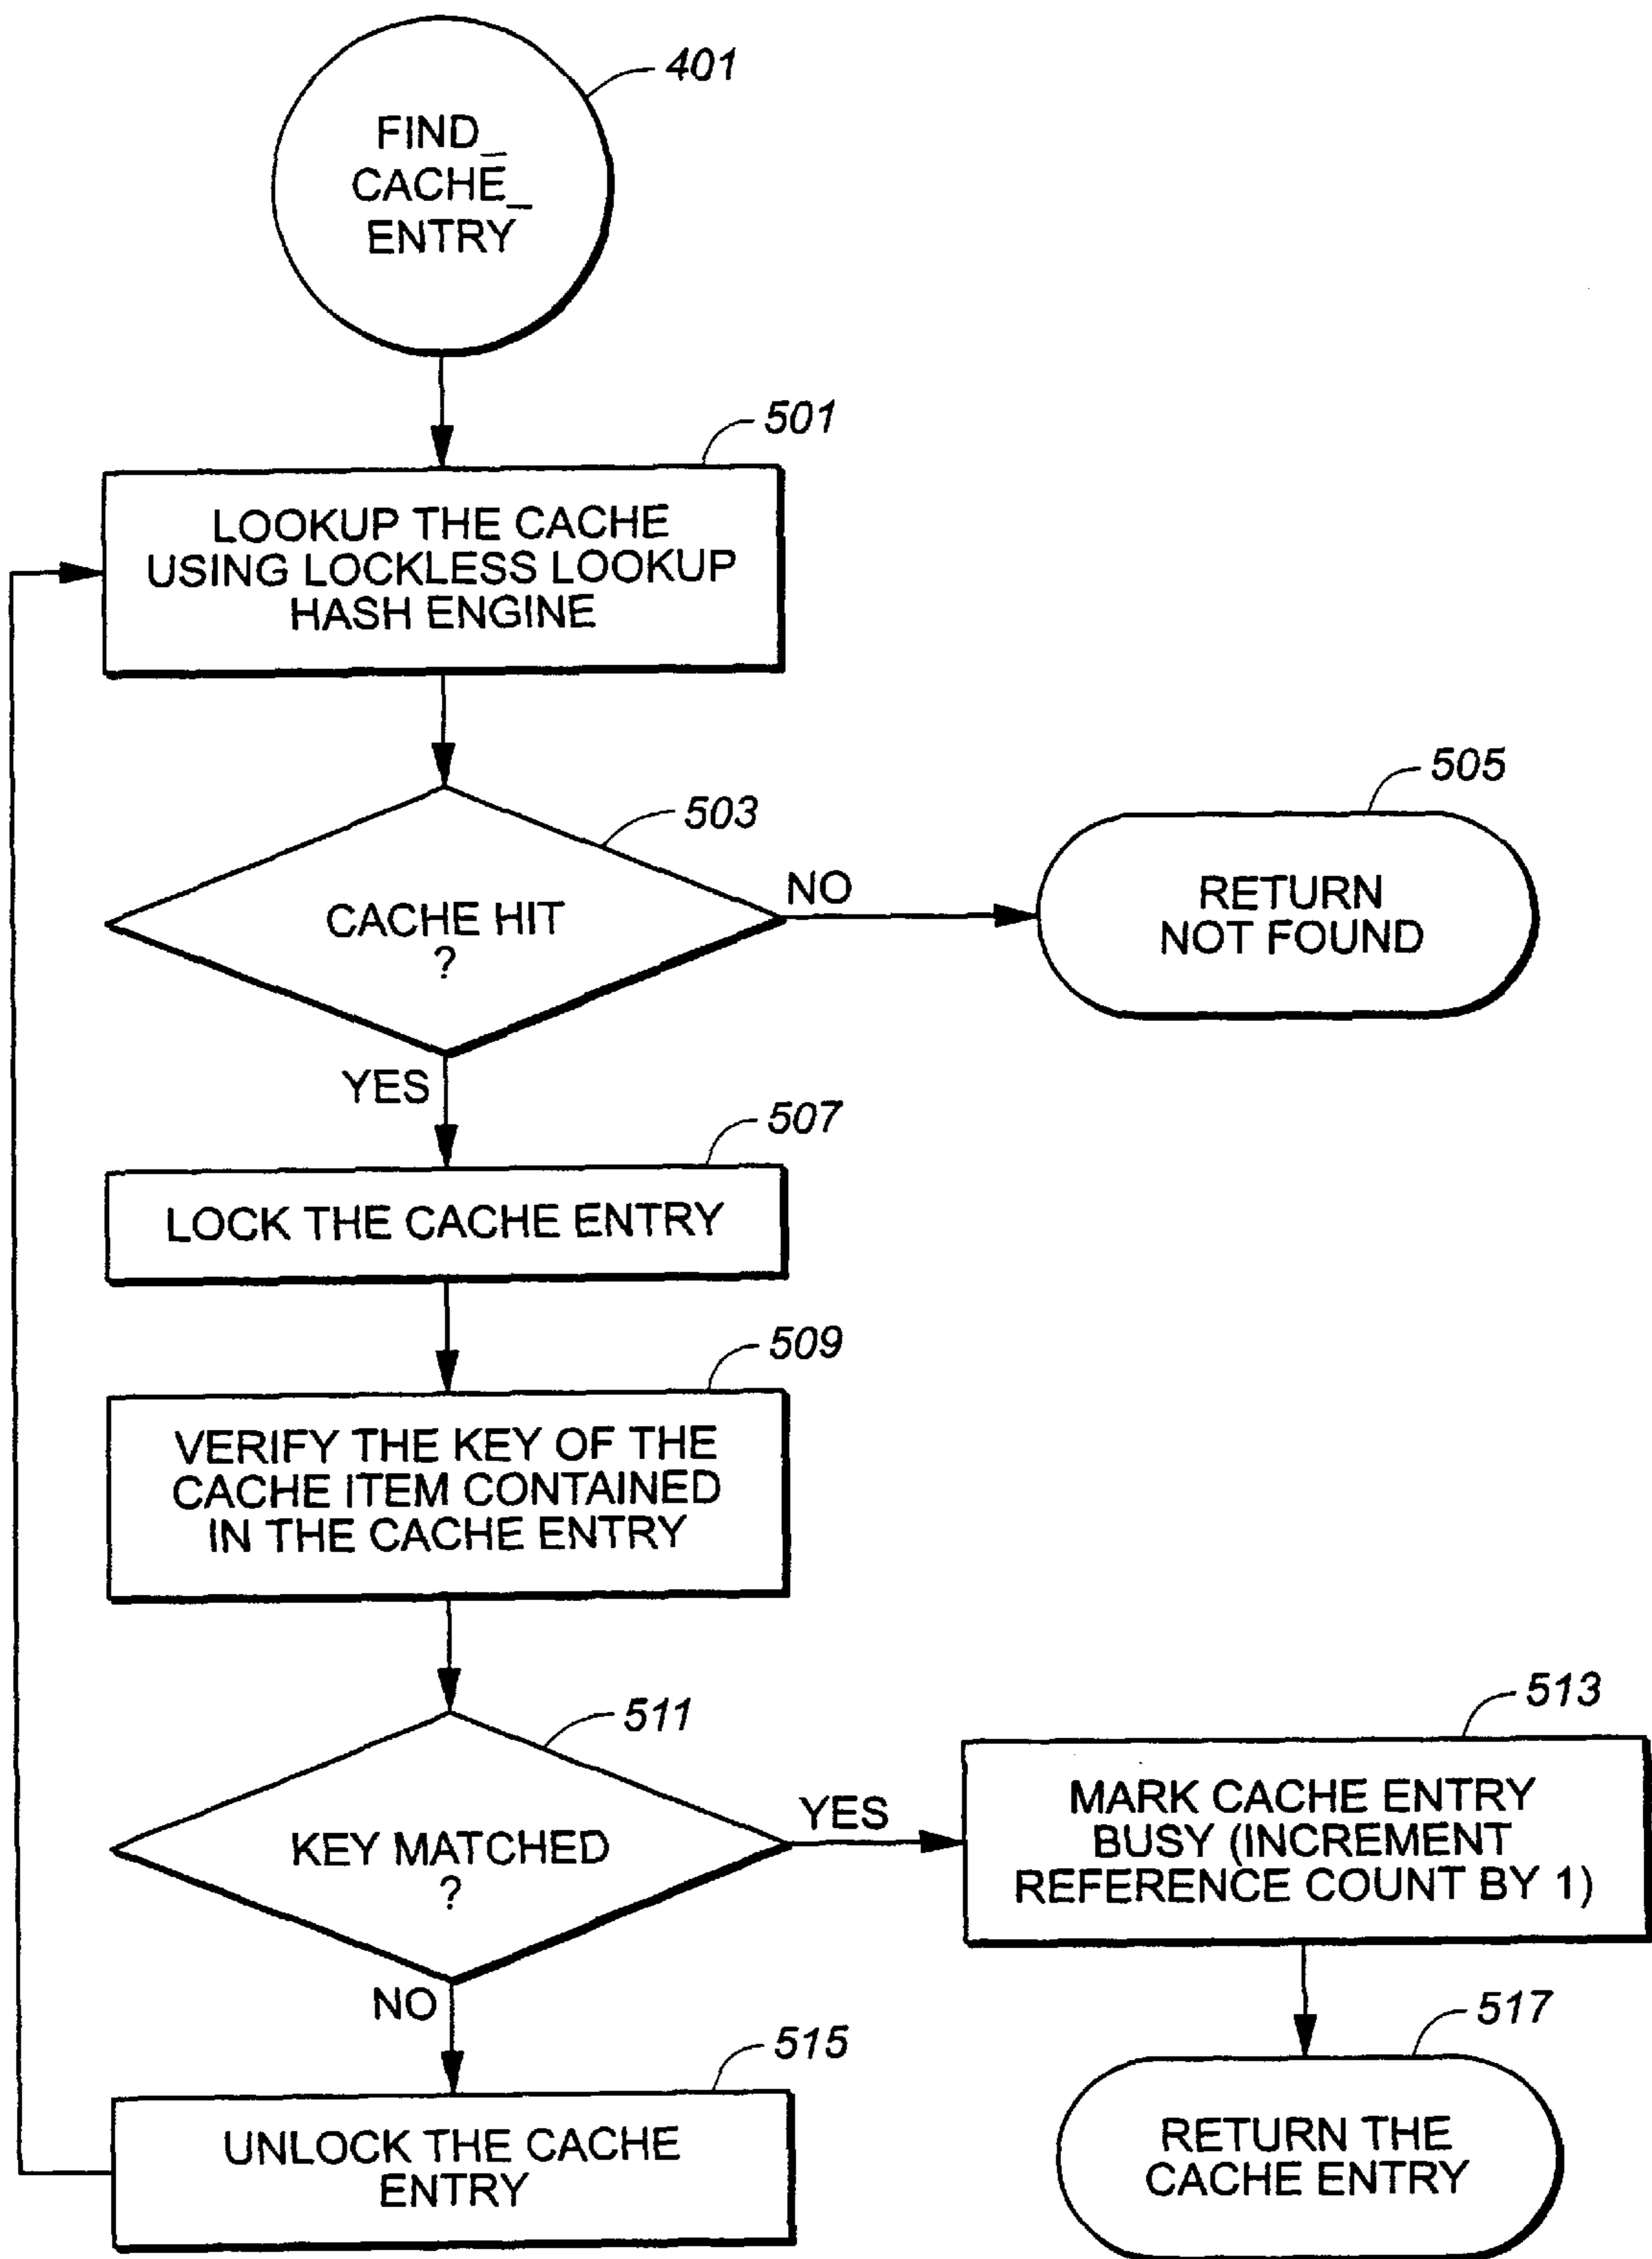 401
FIND_
CACHE_
ENTRY
501
LOOKUP THE CACHE
USING LOCKLESS LOOKUP
HASH ENGINE
503
CACHE HIT
?
NO
505
RETURN
NOT FOUND
YES
507
LOCK THE CACHE ENTRY
509
VERIFY THE KEY OF THE
CACHE ITEM CONTAINED
IN THE CACHE ENTRY
511
KEY MATCHED
?
YES
513
MARK CACHE ENTRY
BUSY (INCREMENT
REFERENCE COUNT BY 1)
NO
515
UNLOCK THE CACHE
ENTRY
517
RETURN THE
CACHE ENTRY